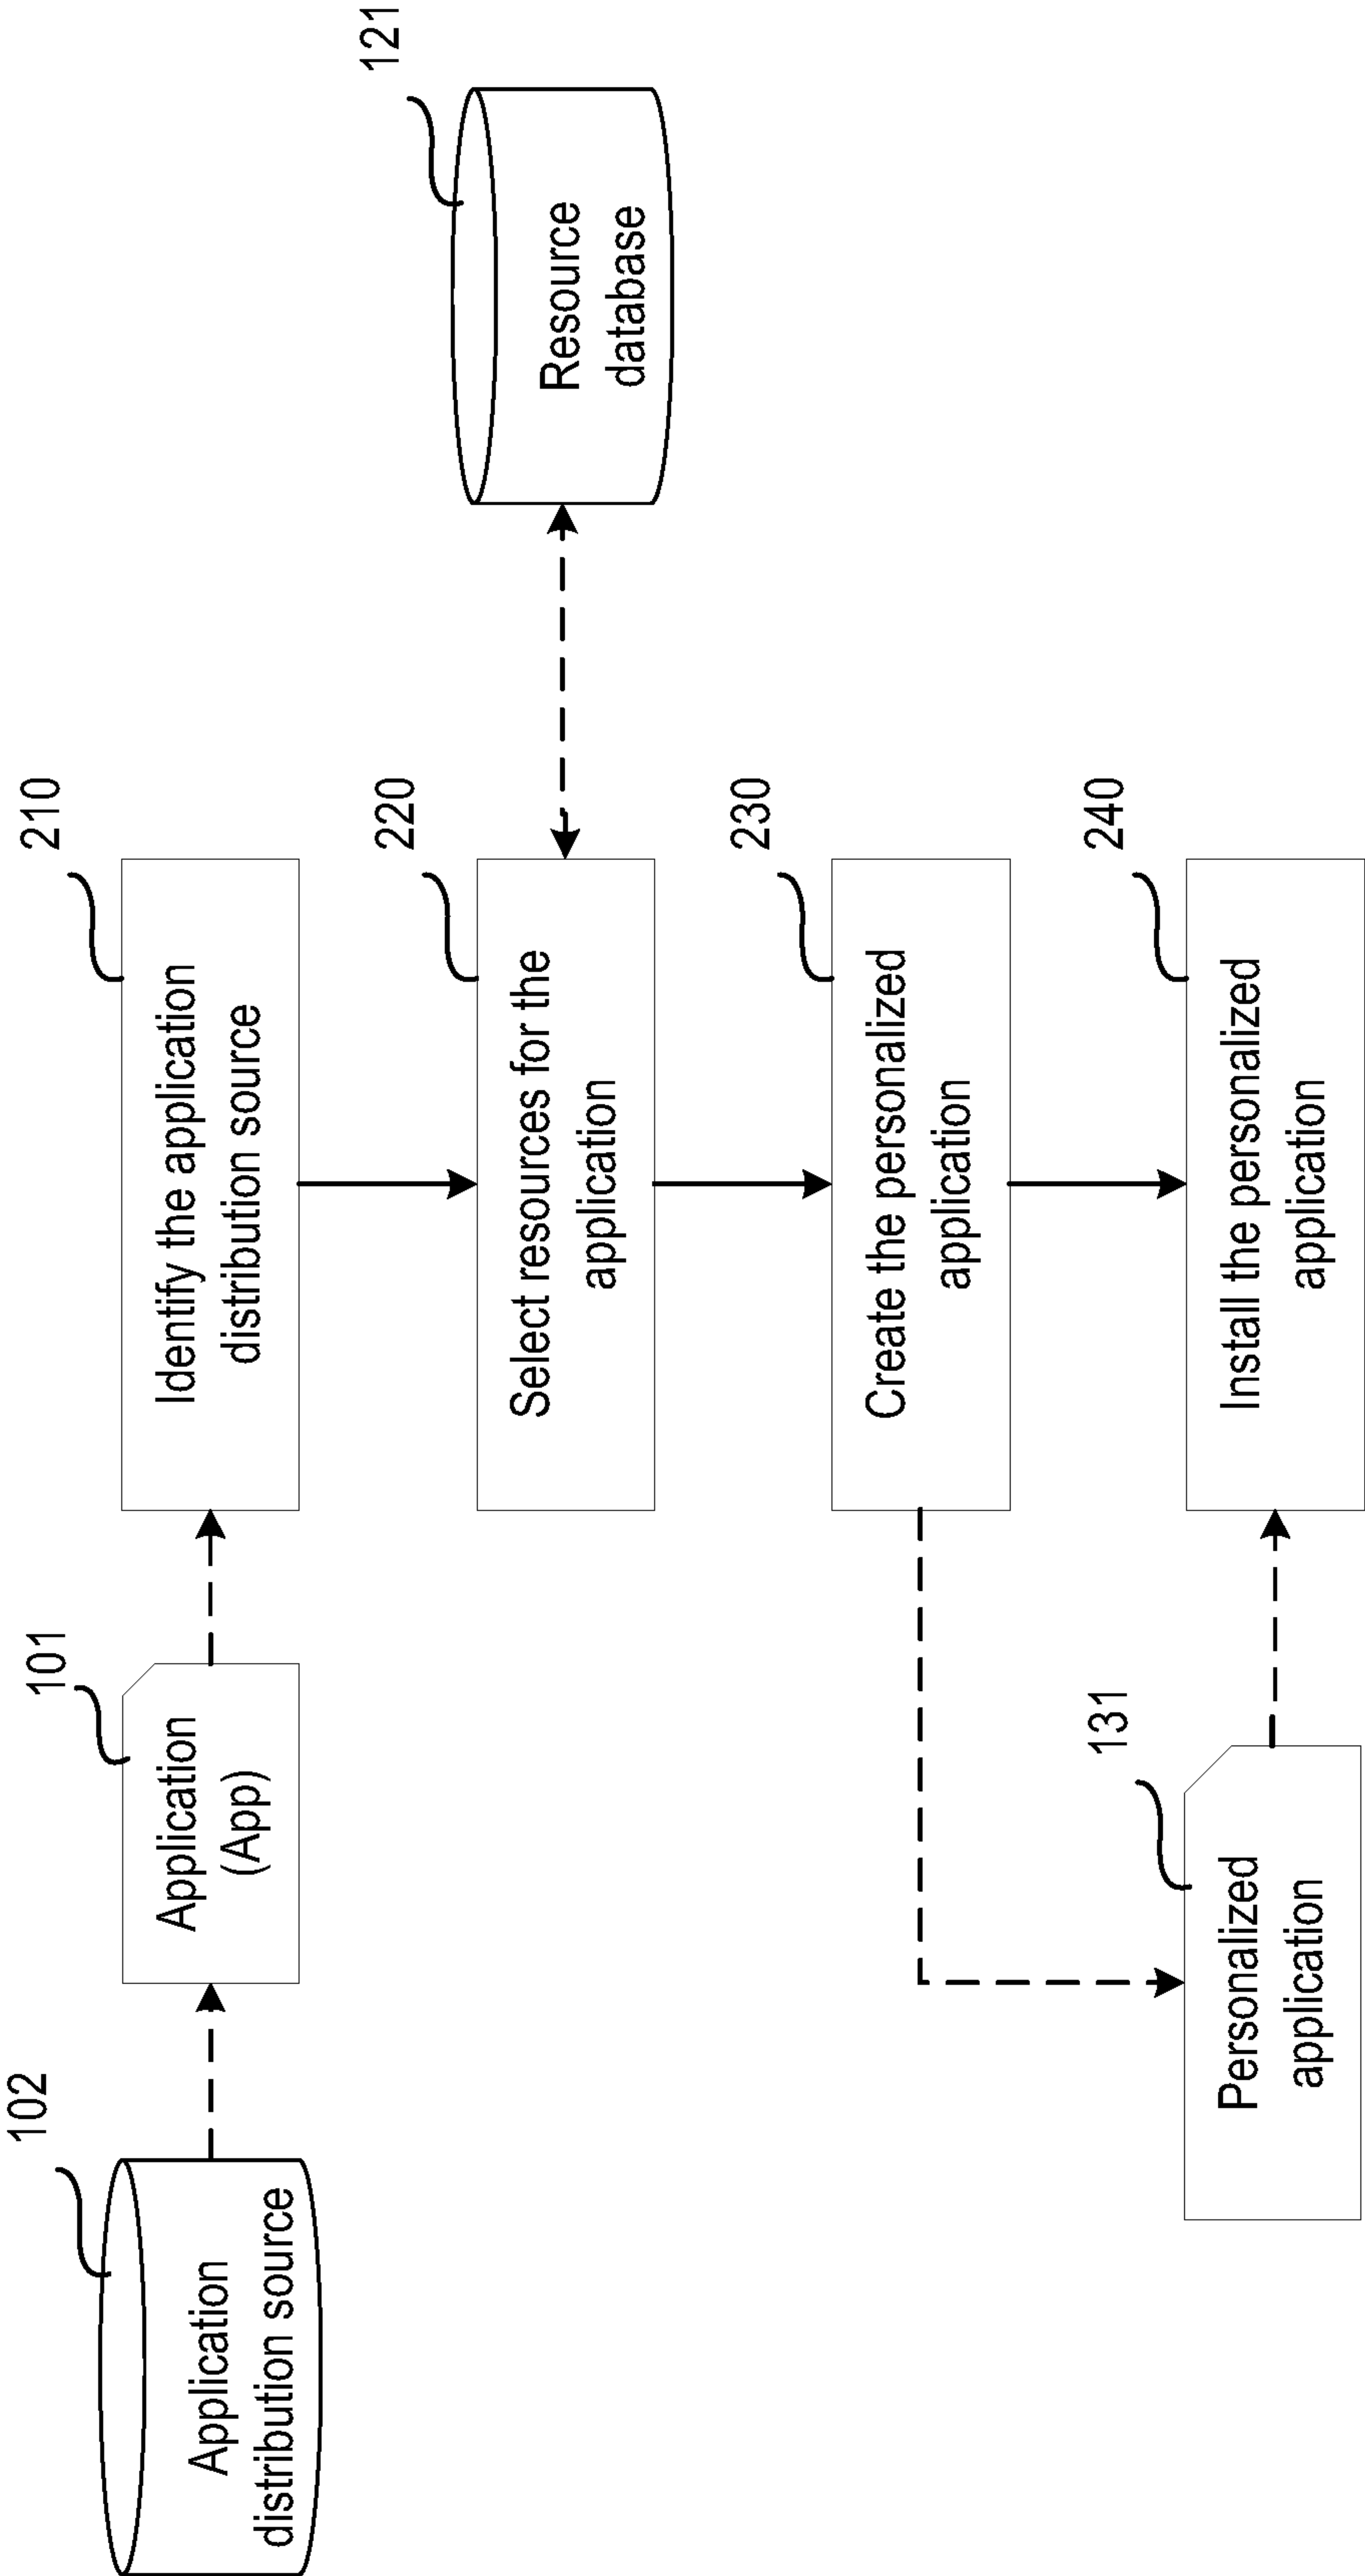 102
Application
distribution source
101
Application
(App)
210
Identify the application
distribution source
220
Select resources for the
application
121
Resource
database
230
Create the personalized
application
131
Personalized
application
240
Install the personalized
application